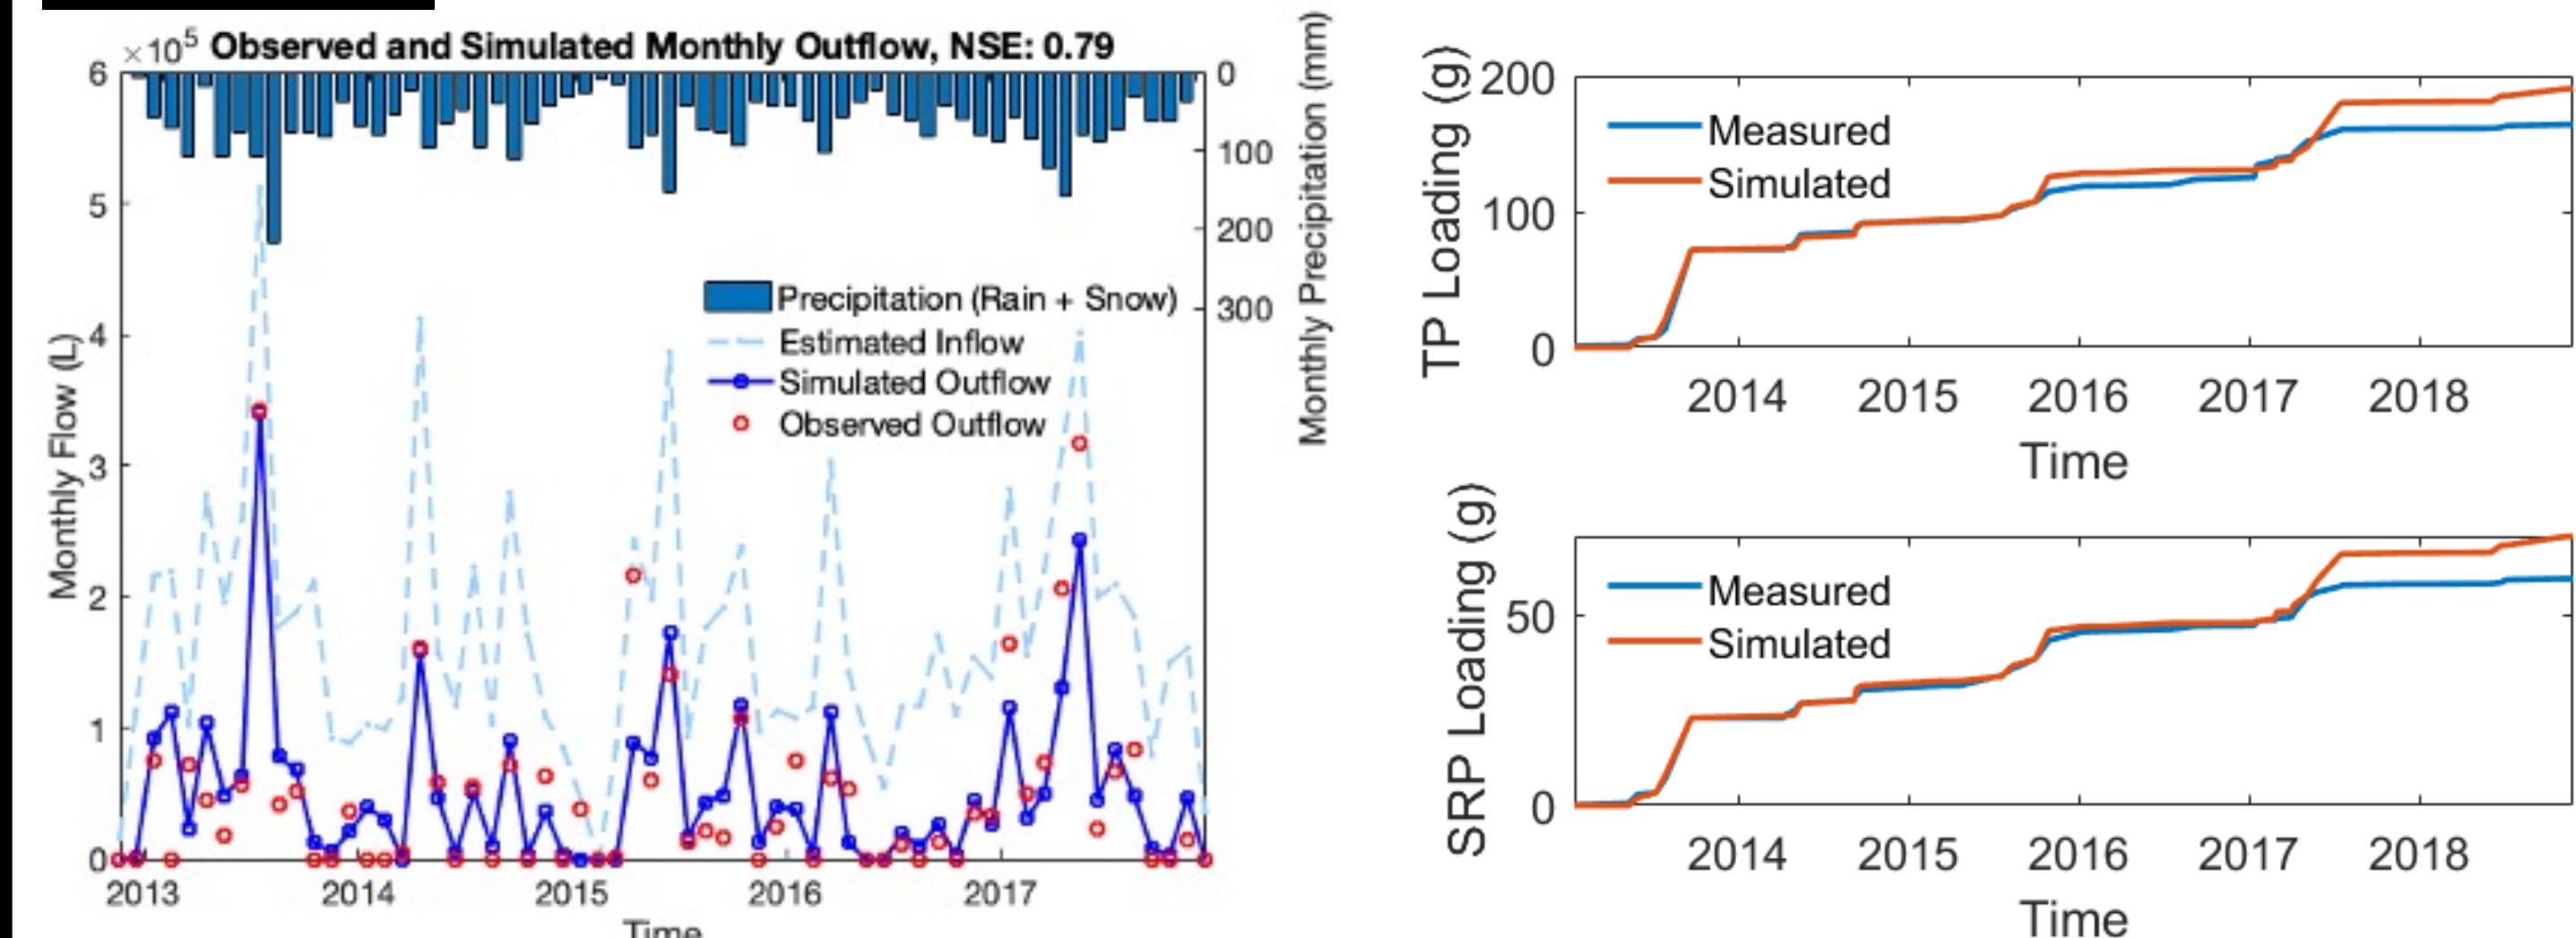 ×10^5 Observed and Simulated Monthly Outflow, NSE: 0.79
6
5
4
3
2
1
0
Monthly Flow (L)
0
100
200
300
Monthly Precipitation (mm)
Precipitation (Rain + Snow)
Estimated Inflow
Simulated Outflow
Observed Outflow
2013 2014 2015 2016 2017
Time
TP Loading (g)
200
100
0
Measured
Simulated
2014 2015 2016 2017 2018
Time
SRP Loading (g)
50
0
Measured
Simulated
2014 2015 2016 2017 2018
Time